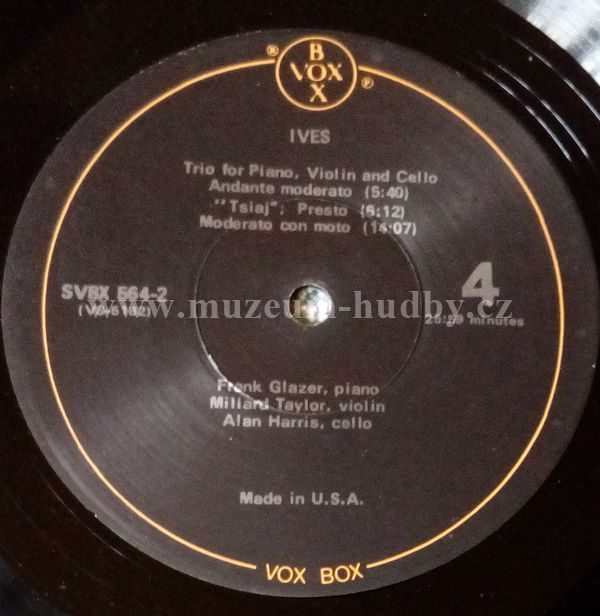 BOX
VOX
® ℗
IVES
Trio for Piano, Violin and Cello
Andante moderato (5:40)
"Tsiaj"; Presto (6:12)
Moderato con moto (14:07)
SVBX 564-2
4
minutes
www.muzeum-hudby.cz
Frank Glazer, piano
Millard Taylor, violin
Alan Harris, cello
Made in U.S.A.
VOX BOX